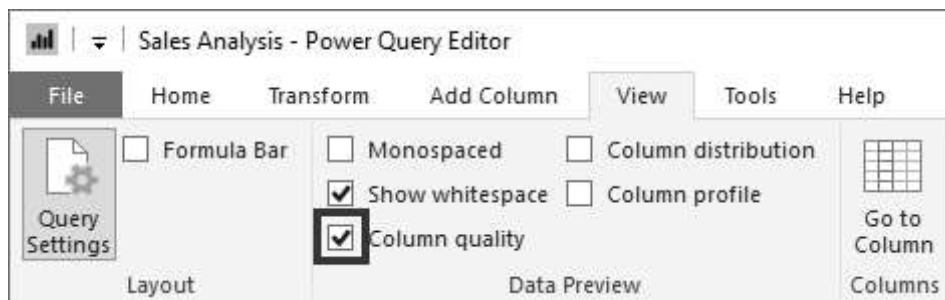 Sales Analysis - Power Query Editor
File Home Transform Add Column View Tools Help
Formula Bar Monospaced Column distribution
Show whitespace Column profile
Query Settings Column quality Go to Column
Layout Data Preview Columns